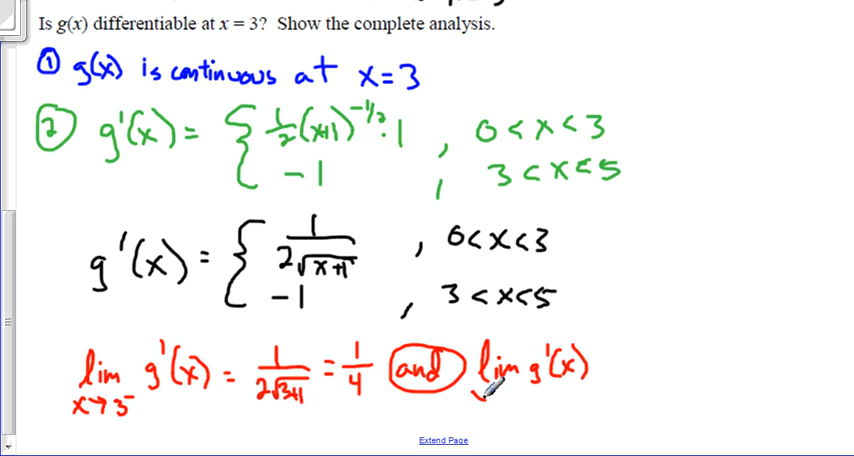 Is g(x) differentiable at x = 3? Show the complete analysis.
① g(x) is continuous at x=3
② g'(x) = { 1/2 (x+1)^-1/2 · 1 , 0 < x < 3
-1 , 3 < x < 5
g'(x) = { 1/2√x+1 , 0 < x < 3
-1 , 3 < x < 5
lim x→3⁻ g'(x) = 1/2√3+1 = 1/4 and lim g'(x)
Extend Page